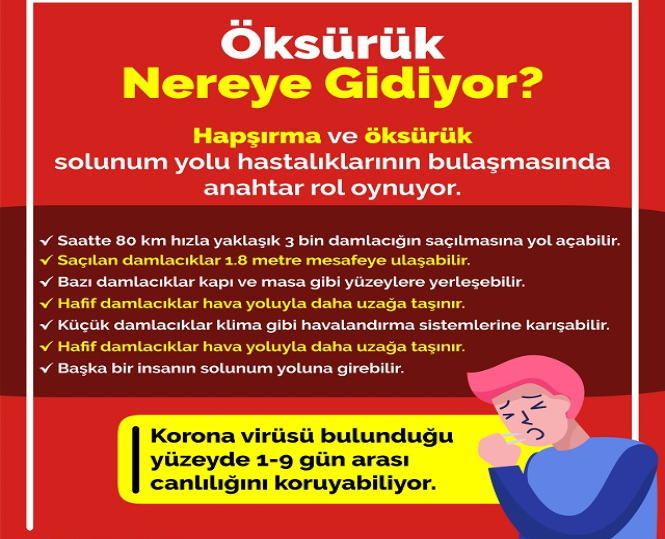 Öksürük
Nereye Gidiyor?
Hapşırma ve öksürük
solunum yolu hastalıklarının bulaşmasında
anahtar rol oynuyor.
✓ Saatte 80 km hızla yaklaşık 3 bin damlacığın saçılmasına yol açabilir.
✓ Saçılan damlacıklar 1.8 metre mesafeye ulaşabilir.
✓ Bazı damlacıklar kapı ve masa gibi yüzeylere yerleşebilir.
✓ Hafif damlacıklar hava yoluyla daha uzağa taşınır.
✓ Küçük damlacıklar klima gibi havalandırma sistemlerine karışabilir.
✓ Hafif damlacıklar hava yoluyla daha uzağa taşınır.
✓ Başka bir insanın solunum yoluna girebilir.
Korona virüsü bulunduğu
yüzeyde 1-9 gün arası
canlılığını koruyabiliyor.